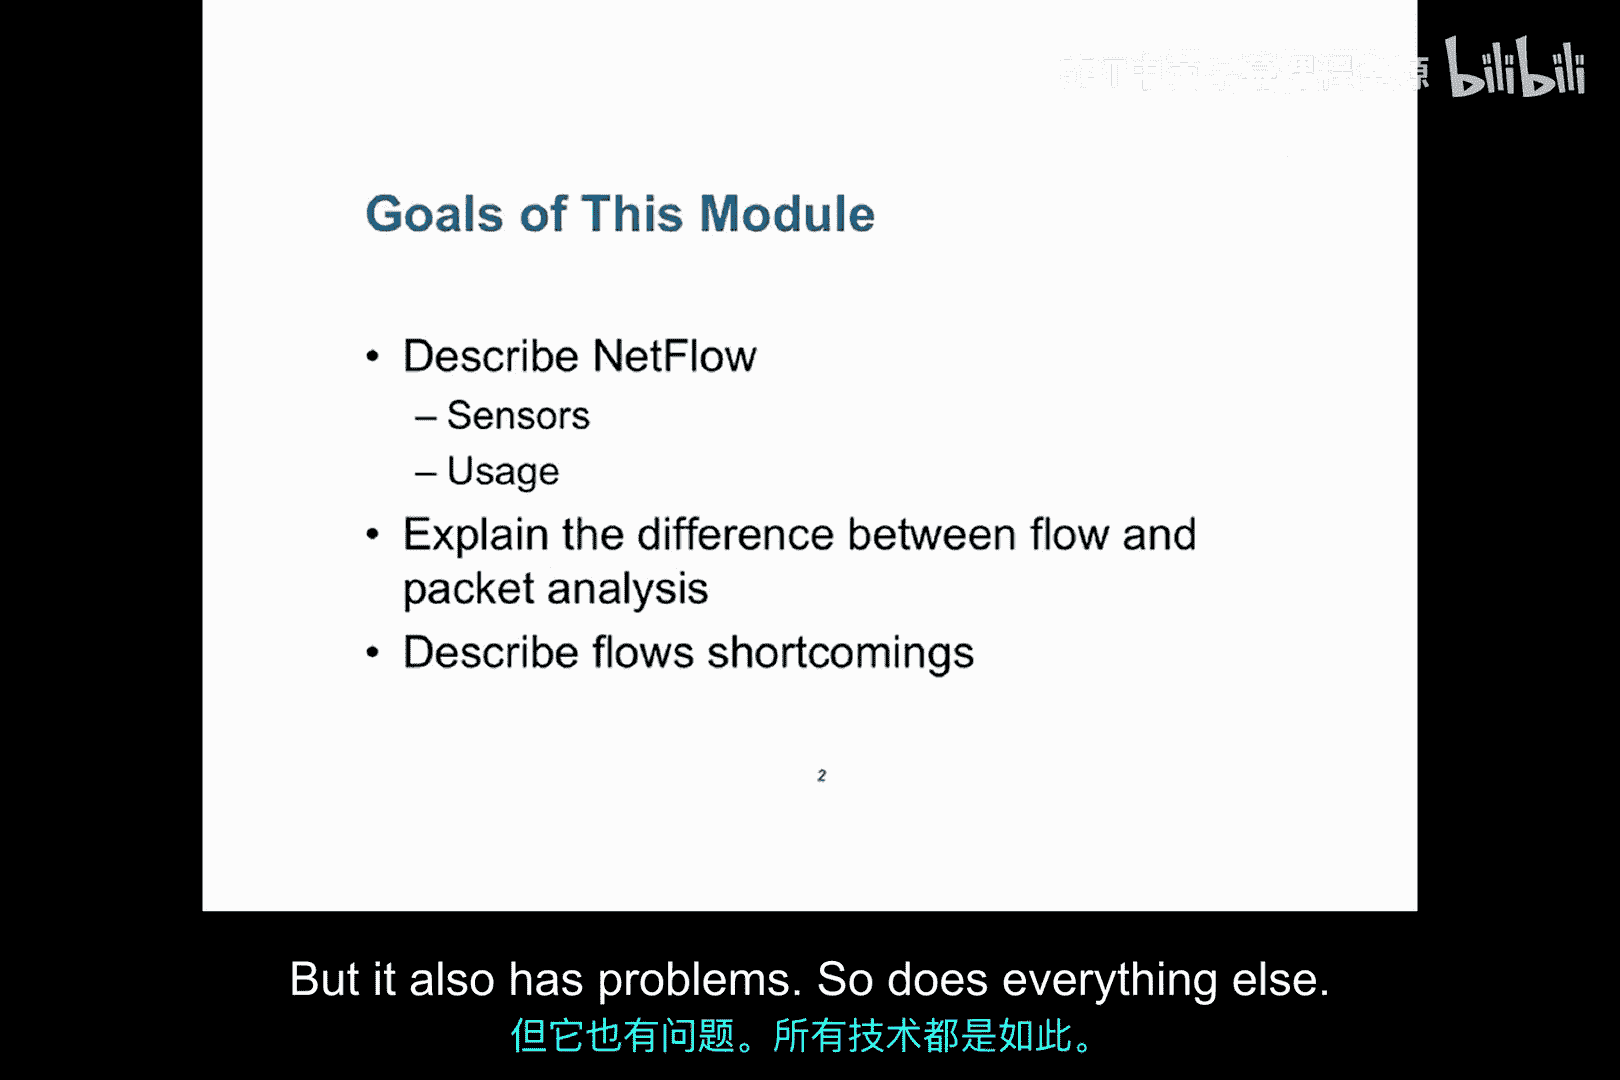 bilibili
Goals of This Module
• Describe NetFlow
– Sensors
– Usage
• Explain the difference between flow and
packet analysis
• Describe flows shortcomings
2
But it also has problems. So does everything else.
但它也有问题。所有技术都是如此。